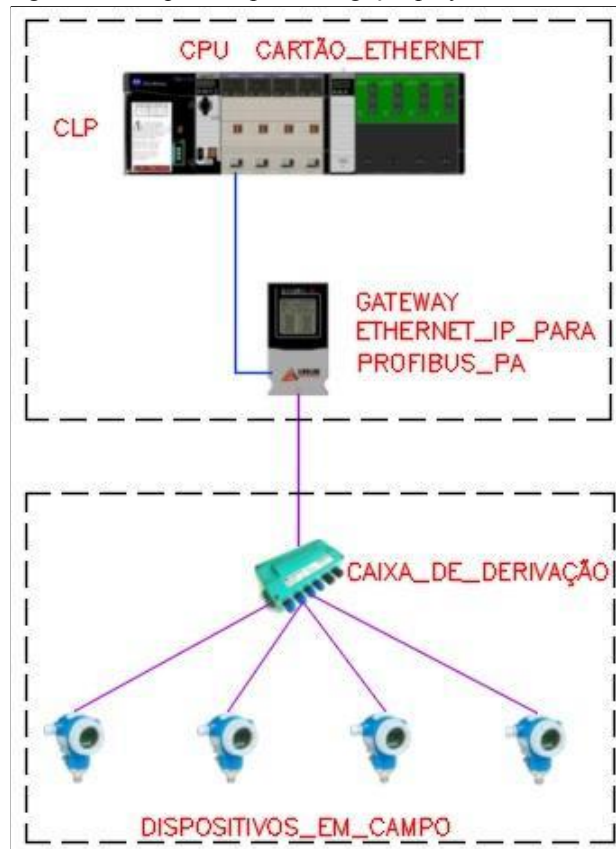 CPU CARTÃO_ETHERNET
CLP
GATEWAY
ETHERNET_IP_PARA
PROFIBUS_PA
CAIXA_DE_DERIVAÇÃO
DISPOSITIVOS_EM_CAMPO